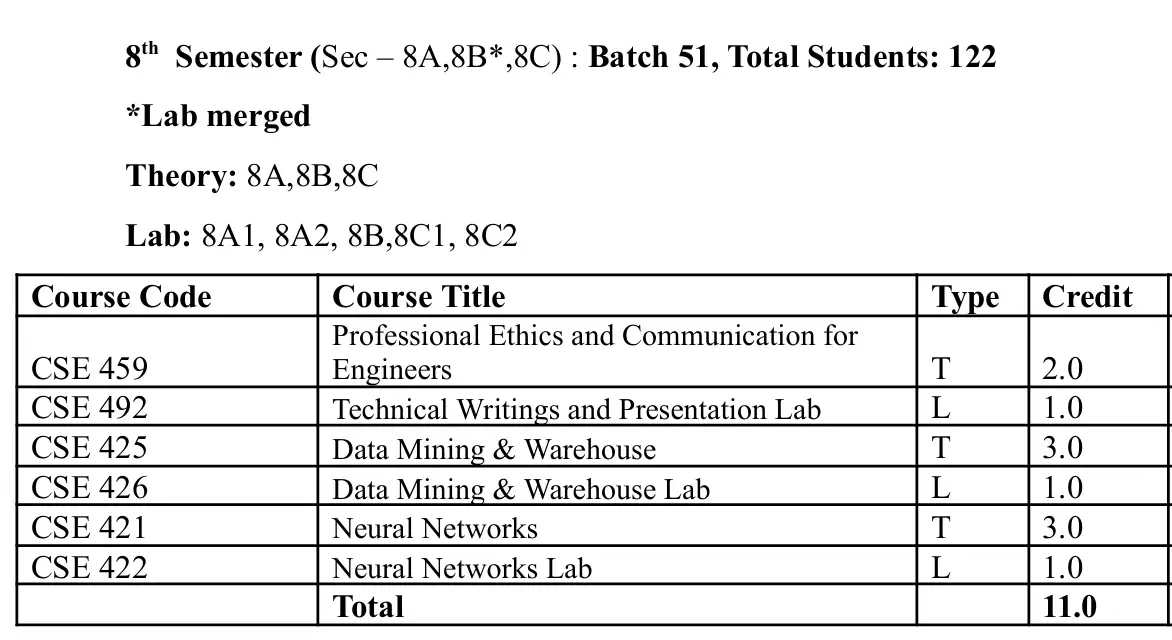 8th Semester (Sec – 8A,8B*,8C) : Batch 51, Total Students: 122
*Lab merged
Theory: 8A,8B,8C
Lab: 8A1, 8A2, 8B,8C1, 8C2
Course Code Course Title Type Credit
Professional Ethics and Communication for
CSE 459 Engineers T 2.0
CSE 492 Technical Writings and Presentation Lab L 1.0
CSE 425 Data Mining & Warehouse T 3.0
CSE 426 Data Mining & Warehouse Lab L 1.0
CSE 421 Neural Networks T 3.0
CSE 422 Neural Networks Lab L 1.0
Total 11.0